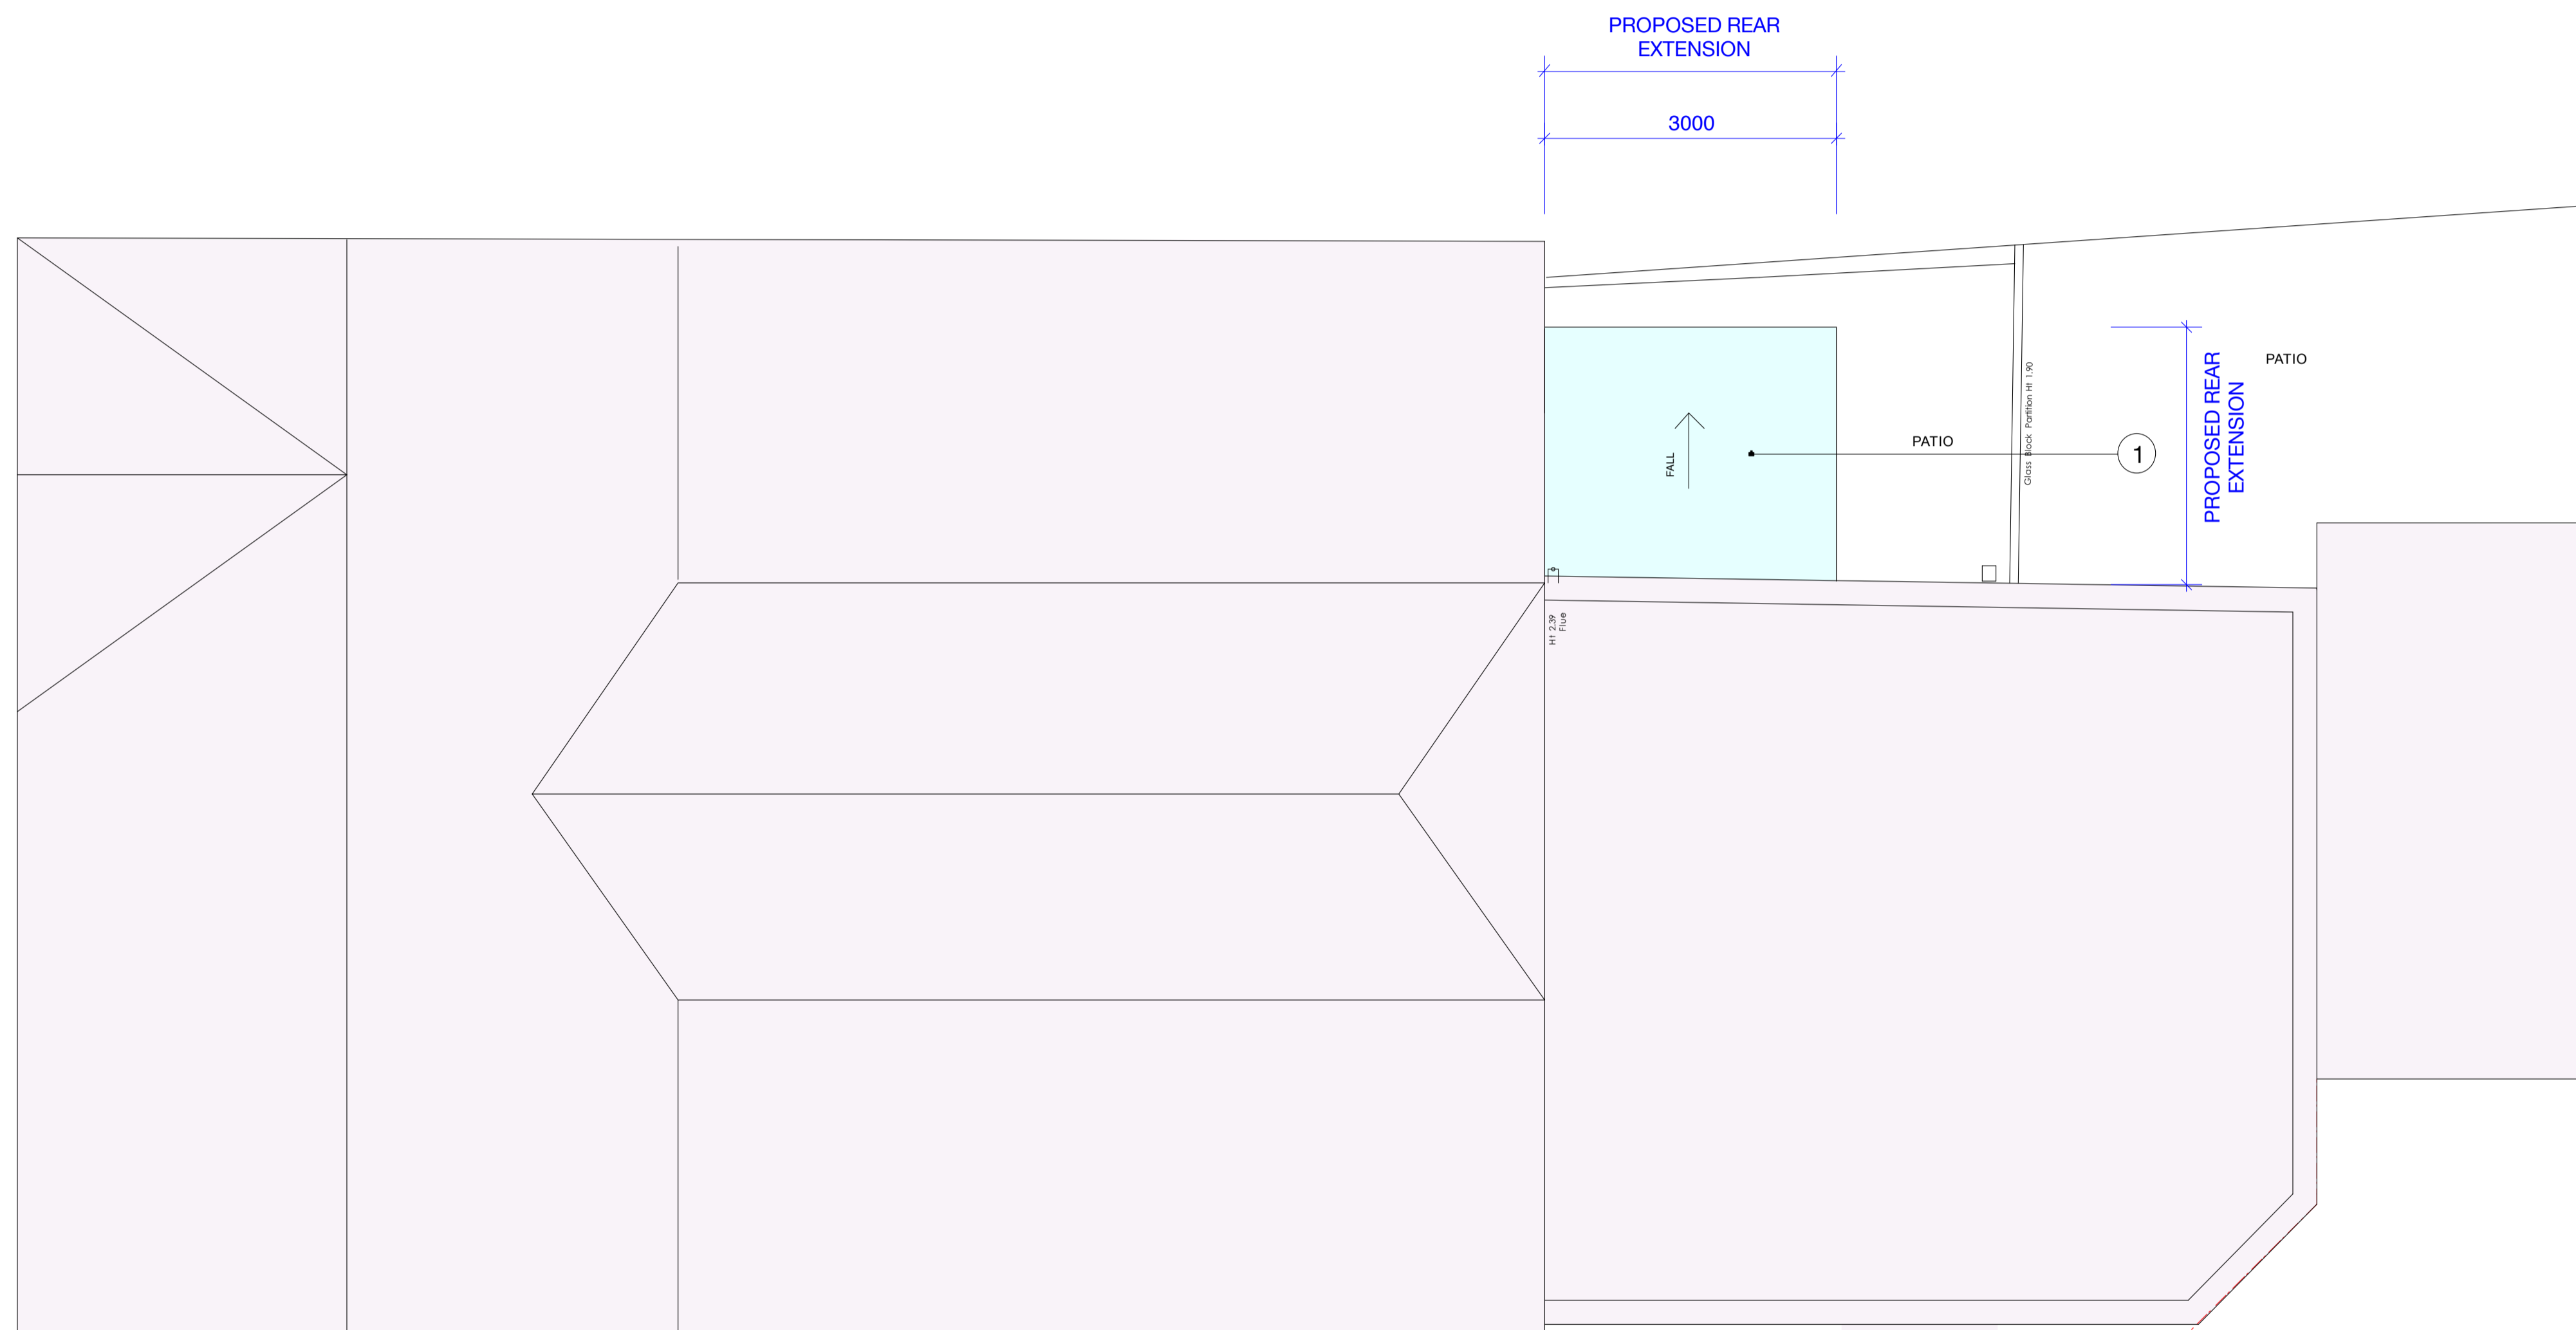 PROPOSED REAR
EXTENSION
3000
PATIO
PROPOSED REAR
EXTENSION
Glass Block Partition Ht 1.90
PATIO
FALL
1
Ht 2.39
Flue